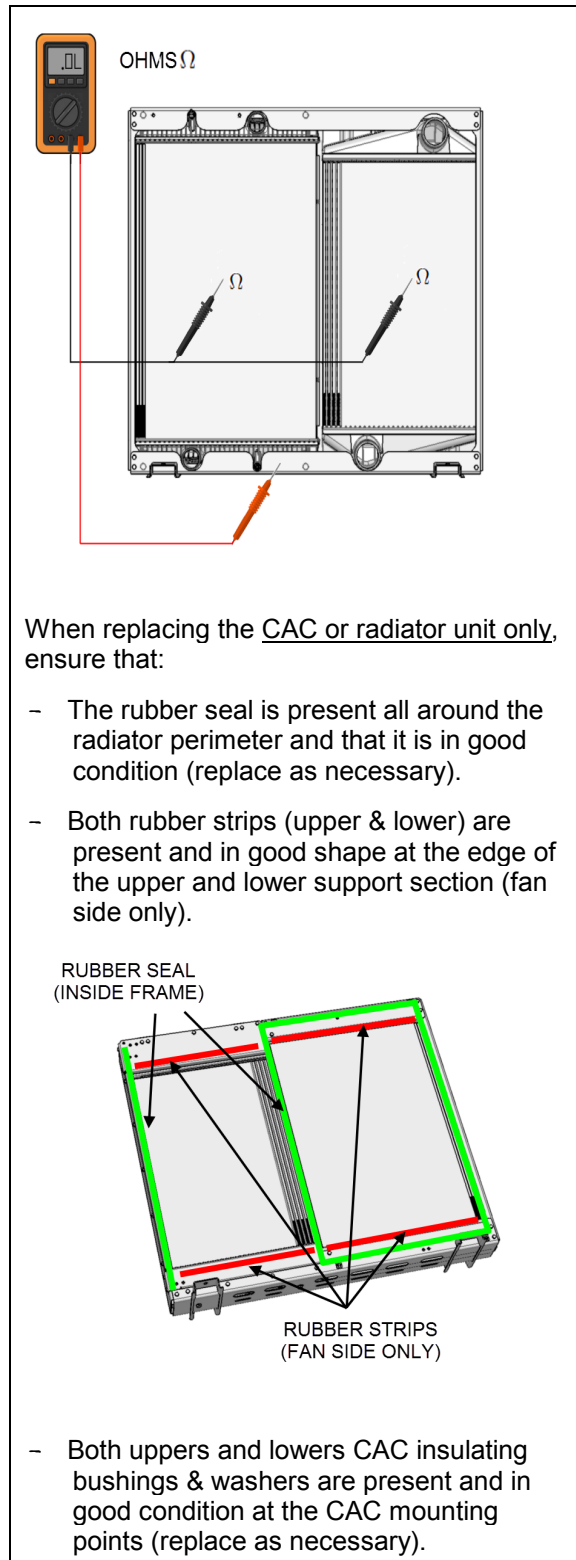 .0L
OHMS Ω
Ω
Ω
When replacing the CAC or radiator unit only,
ensure that:
- The rubber seal is present all around the
radiator perimeter and that it is in good
condition (replace as necessary).
- Both rubber strips (upper & lower) are
present and in good shape at the edge of
the upper and lower support section (fan
side only).
RUBBER SEAL
(INSIDE FRAME)
RUBBER STRIPS
(FAN SIDE ONLY)
- Both uppers and lowers CAC insulating
bushings & washers are present and in
good condition at the CAC mounting
points (replace as necessary).